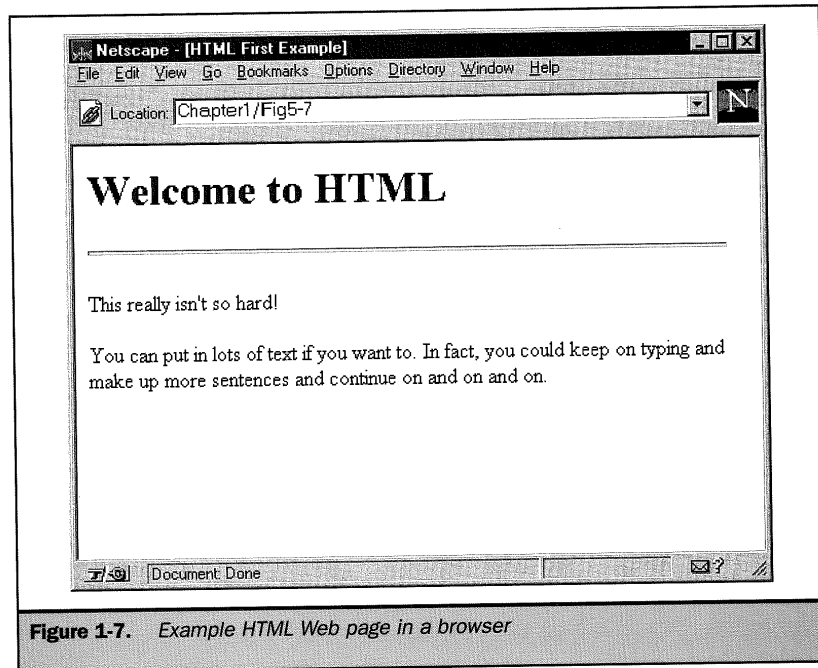 Netscape - [HTML First Example]
File Edit View Go Bookmarks Options Directory Window Help
Location: Chapter1/Fig5-7
N
Welcome to HTML
This really isn't so hard!
You can put in lots of text if you want to. In fact, you could keep on typing and
make up more sentences and continue on and on and on.
Document: Done
?
Figure 1-7. Example HTML Web page in a browser